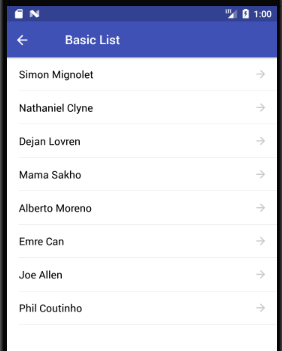 1:00
Basic List
Simon Mignolet
Nathaniel Clyne
Dejan Lovren
Mama Sakho
Alberto Moreno
Emre Can
Joe Allen
Phil Coutinho